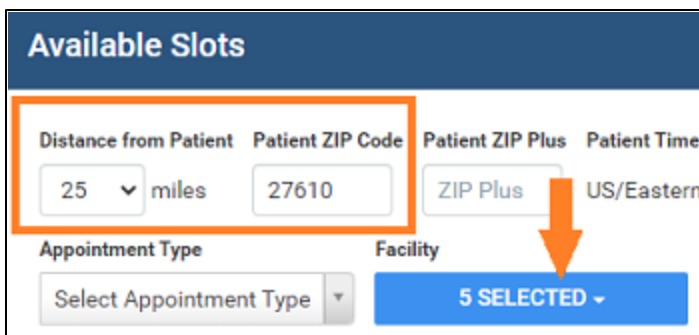 Available Slots
Distance from Patient Patient ZIP Code Patient ZIP Plus Patient Time
25 miles 27610 ZIP Plus US/Eastern
Appointment Type Facility
Select Appointment Type 5 SELECTED